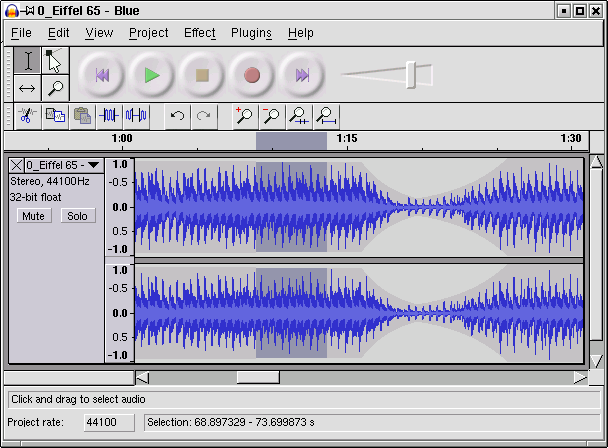 0_Eiffel 65 - Blue
File Edit View Project Effect Plugins Help
1:00 1:15 1:30
0_Eiffel 65 -
Stereo, 44100Hz
32-bit float
Mute Solo
1.0
-0.5
0.0
0.5
-1.0
1.0
-0.5
0.0
0.5
-1.0
Click and drag to select audio
Project rate: 44100 Selection: 68.897329 - 73.699873 s